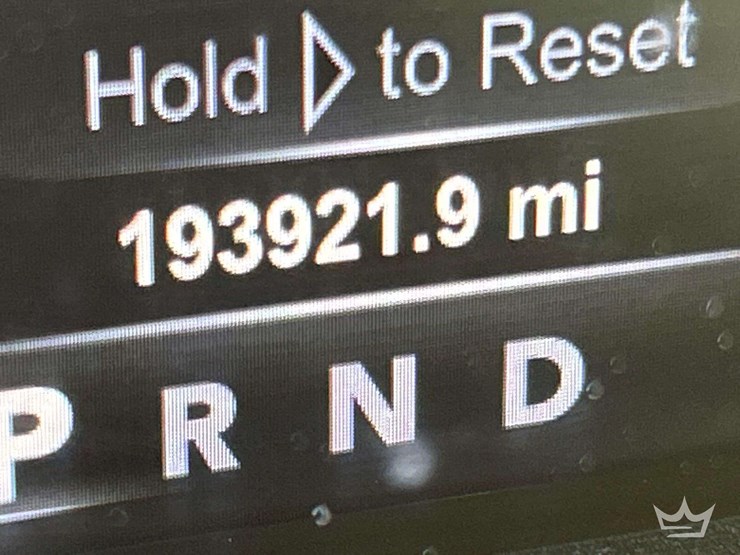 Hold ▷ to Reset
193921.9 mi
P R N D